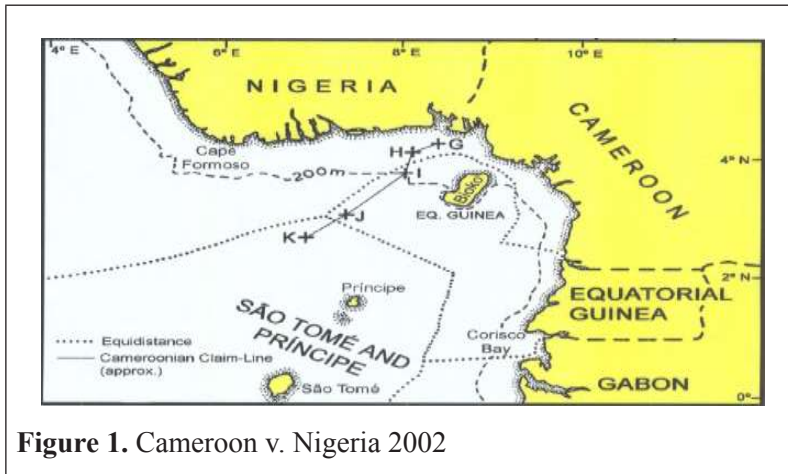 4° E
6° E
8° E
10° E
NIGERIA
CAMEROON
Cape
Formoso
200m
H
G
4° N
I
Bioko
EQ. GUINEA
J
K
2° N
Príncipe
EQUATORIAL
GUINEA
SÃO TOMÉ AND
PRÍNCIPE
Equidistance
Cameroonian Claim-Line
(approx.)
Corisco
Bay
São Tomé
GABON
0°
Figure 1. Cameroon v. Nigeria 2002